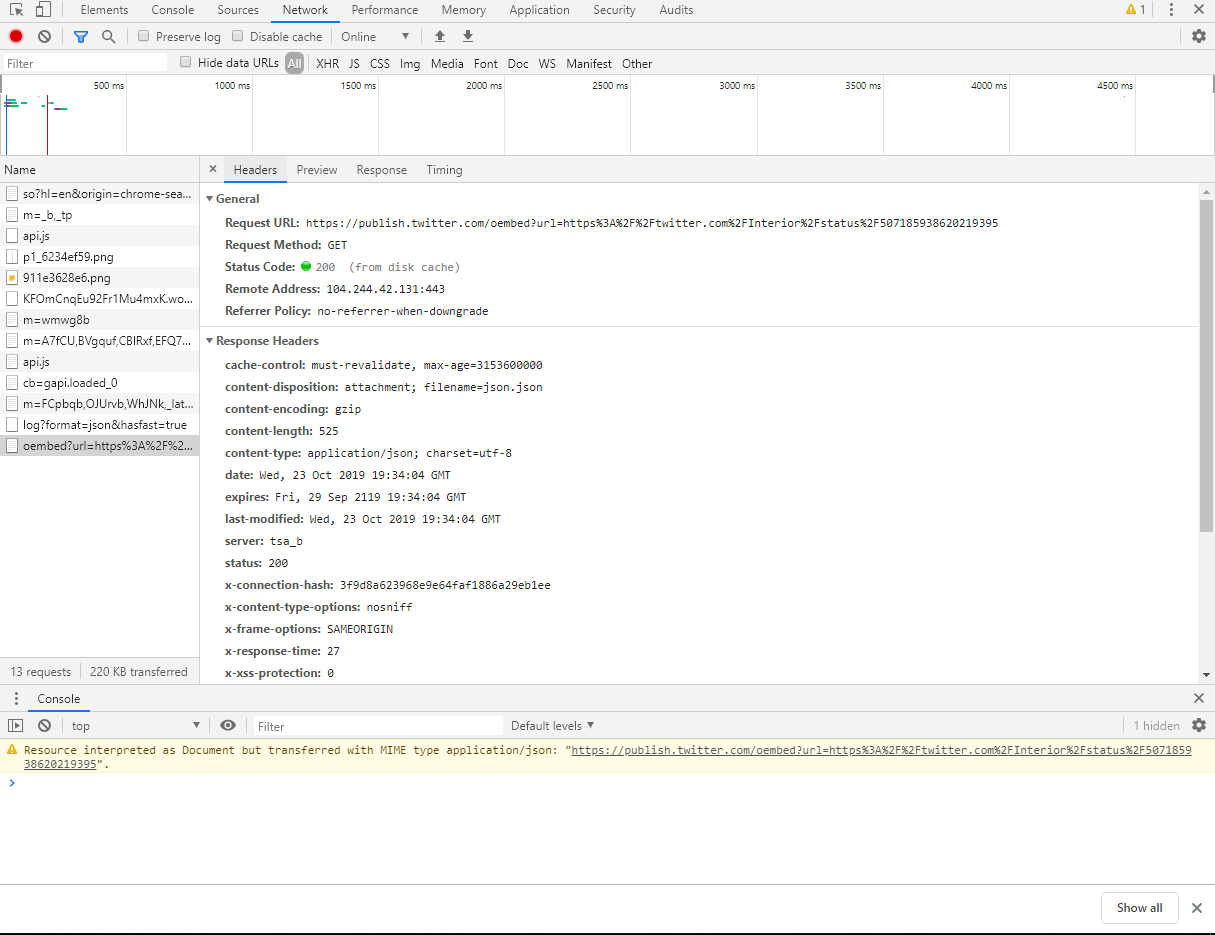 Elements Console Sources Network Performance Memory Application Security Audits 1
Preserve log Disable cache Online
Filter Hide data URLs All XHR JS CSS Img Media Font Doc WS Manifest Other
500 ms 1000 ms 1500 ms 2000 ms 2500 ms 3000 ms 3500 ms 4000 ms 4500 ms
Name
so?hl=en&origin=chrome-sea...
m=_b,_tp
api.js
p1_6234ef59.png
911e3628e6.png
KFOmCnqEu92Fr1Mu4mxK.wo...
m=wmwg8b
m=A7fCU,BVgquf,CBlRxf,EFQ7...
api.js
cb=gapi.loaded_0
m=FCpbqb,OJUrvb,WhJNk,_lat...
log?format=json&hasfast=true
oembed?url=https%3A%2F%2...
13 requests 220 KB transferred
Headers Preview Response Timing
General
Request URL: https://publish.twitter.com/oembed?url=https%3A%2F%2Ftwitter.com%2FInterior%2Fstatus%2F507185938620219395
Request Method: GET
Status Code: 200 (from disk cache)
Remote Address: 104.244.42.131:443
Referrer Policy: no-referrer-when-downgrade
Response Headers
cache-control: must-revalidate, max-age=3153600000
content-disposition: attachment; filename=json.json
content-encoding: gzip
content-length: 525
content-type: application/json; charset=utf-8
date: Wed, 23 Oct 2019 19:34:04 GMT
expires: Fri, 29 Sep 2119 19:34:04 GMT
last-modified: Wed, 23 Oct 2019 19:34:04 GMT
server: tsa_b
status: 200
x-connection-hash: 3f9d8a623968e9e64faf1886a29eb1ee
x-content-type-options: nosniff
x-frame-options: SAMEORIGIN
x-response-time: 27
x-xss-protection: 0
Console
top Filter Default levels 1 hidden
Resource interpreted as Document but transferred with MIME type application/json: "https://publish.twitter.com/oembed?url=https%3A%2F%2Ftwitter.com%2FInterior%2Fstatus%2F5071859
38620219395".
Show all